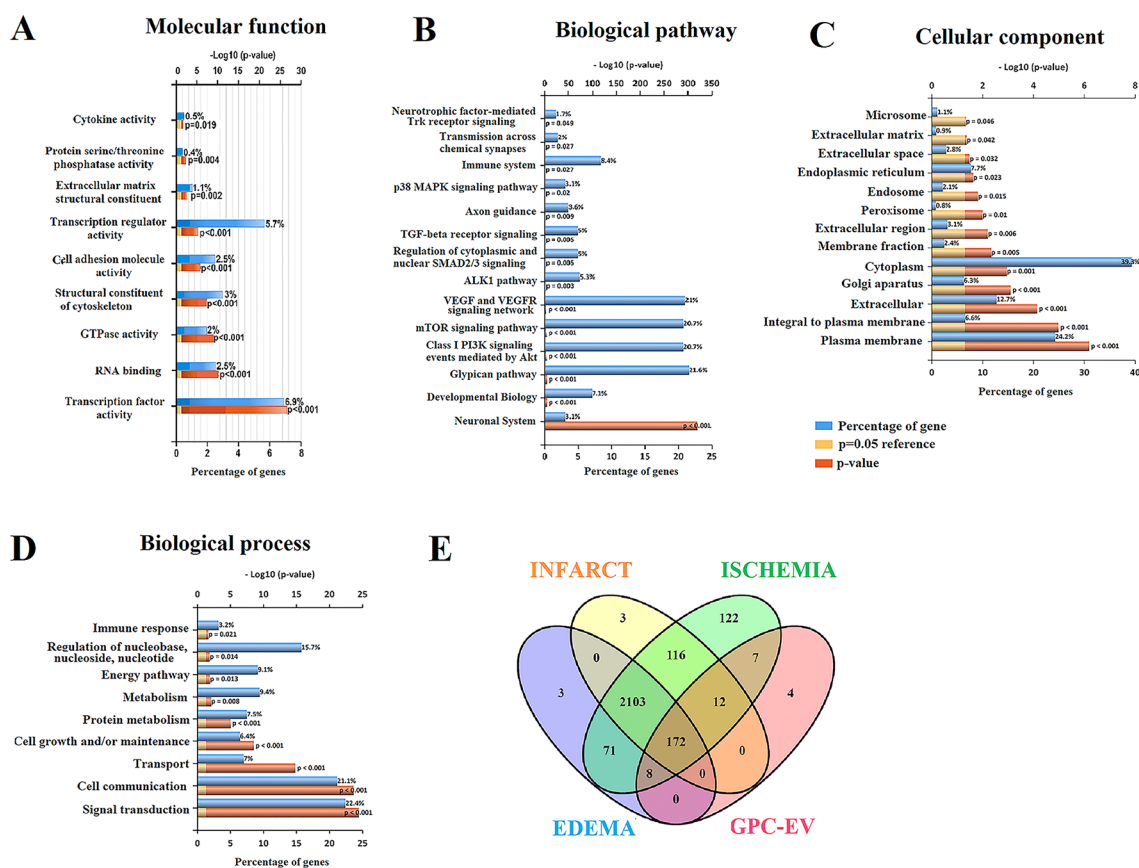 A
Molecular function
-Log10 (p-value)
0 5 10 15 20 25 30
Cytokine activity
0.5%
p=0.019
Protein serine/threonine
phosphatase activity
0.4%
p=0.004
Extracellular matrix
structural constituent
1.1%
p=0.002
Transcription regulator
activity
5.7%
p<0.001
Cell adhesion molecule
activity
2.5%
p<0.001
Structural constituent
of cytoskeleton
3%
p<0.001
GTPase activity
2%
p<0.001
RNA binding
2.5%
p<0.001
Transcription factor
activity
6.9%
p<0.001
0 2 4 6 8
Percentage of genes
B
Biological pathway
- Log10 (p-value)
0 50 100 150 200 250 300 350
Neurotrophic factor-mediated
Trk receptor signaling
1.7%
p = 0.049
Transmission across
chemical synapses
2%
p = 0.027
Immune system
8.4%
p = 0.027
p38 MAPK signaling pathway
3.1%
p = 0.02
Axon guidance
3.6%
p = 0.009
TGF-beta receptor signaling
5%
p = 0.005
Regulation of cytoplasmic
and nuclear SMAD2/3 signaling
5%
p = 0.005
ALK1 pathway
5.3%
p = 0.003
VEGF and VEGFR
signaling network
21%
p < 0.001
mTOR signaling pathway
20.7%
p < 0.001
Class I PI3K signaling
events mediated by Akt
20.7%
p < 0.001
Glypican pathway
21.6%
p < 0.001
Developmental Biology
7.1%
p < 0.001
Neuronal System
3.1%
p < 0.001
0 5 10 15 20 25
Percentage of genes
C
Cellular component
- Log10 (p-value)
0 2 4 6 8
Microsome
1.1%
p = 0.046
Extracellular matrix
0.9%
p = 0.042
Extracellular space
2.8%
p = 0.032
Endoplasmic reticulum
7.7%
p = 0.023
Endosome
2.1%
p = 0.015
Peroxisome
0.8%
p = 0.01
Extracellular region
3.1%
p = 0.006
Membrane fraction
2.4%
p = 0.005
Cytoplasm
39.3%
p = 0.001
Golgi aparatus
6.3%
p < 0.001
Extracellular
12.7%
p < 0.001
Integral to plasma membrane
6.6%
p < 0.001
Plasma membrane
24.2%
p < 0.001
0 10 20 30 40
Percentage of genes
Percentage of gene
p=0.05 reference
p-value
D
Biological process
- Log10 (p-value)
0 5 10 15 20 25
Immune response
3.2%
p = 0.021
Regulation of nucleobase,
nucleoside, nucleotide
15.7%
p = 0.014
Energy pathway
9.1%
p = 0.013
Metabolism
9.4%
p = 0.008
Protein metabolism
7.5%
p < 0.001
Cell growth and/or maintenance
6.4%
p < 0.001
Transport
7%
p < 0.001
Cell communication
21.1%
p < 0.001
Signal transduction
22.4%
p < 0.001
0 5 10 15 20 25
Percentage of genes
E
INFARCT
ISCHEMIA
3 122
0 116 7
3 2103 12 4
71 172 0
8 0
0
EDEMA
GPC-EV